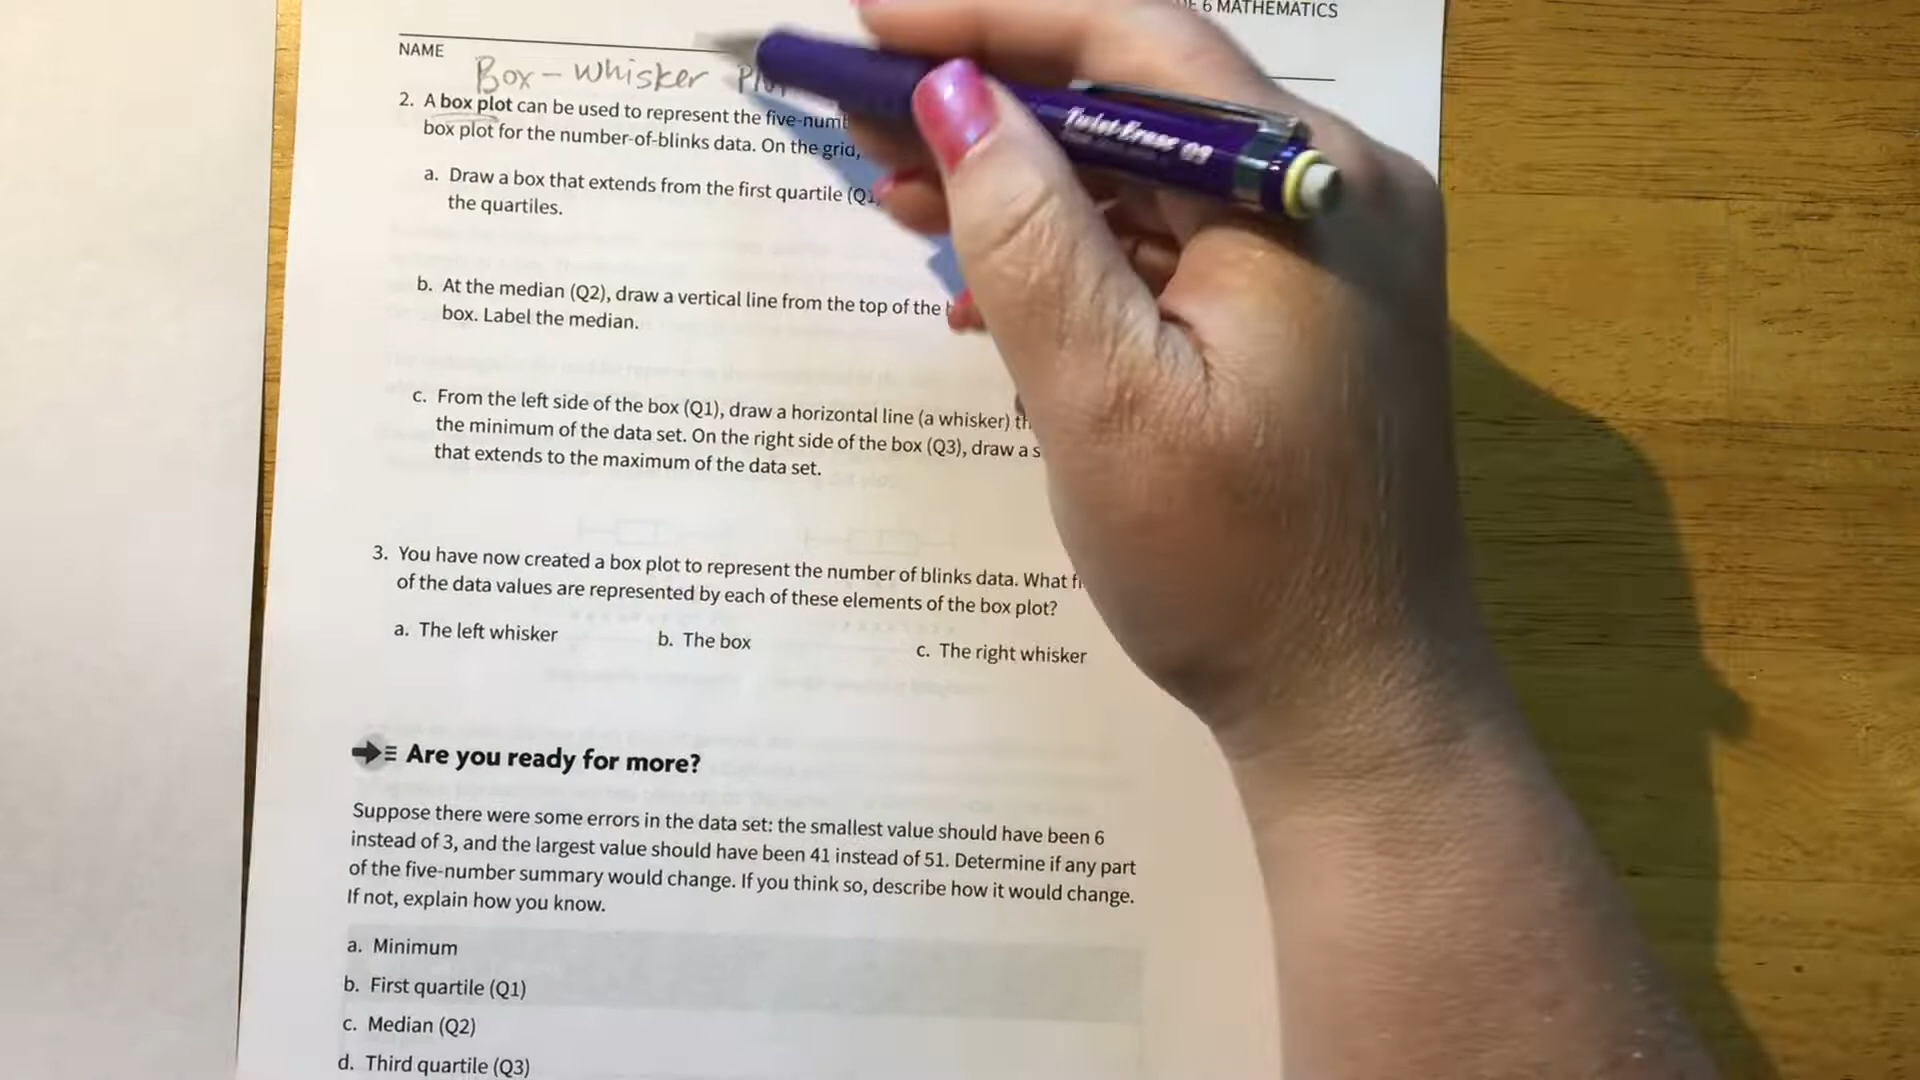 6 MATHEMATICS
NAME
Box - Whisker
2. A box plot can be used to represent the
box plot for the number-of-blinks data. On the grid,
a. Draw a box that extends from the first quartile (Q1)
the quartiles.
b. At the median (Q2), draw a vertical line from the top of the
box. Label the median.
c. From the left side of the box (Q1), draw a horizontal line (a whisker)
the minimum of the data set. On the right side of the box (Q3), draw a
that extends to the maximum of the data set.
3. You have now created a box plot to represent the number of blinks data. What
of the data values are represented by each of these elements of the box plot?
a. The left whisker b. The box c. The right whisker
Are you ready for more?
Suppose there were some errors in the data set: the smallest value should have been 6
instead of 3, and the largest value should have been 41 instead of 51. Determine if any part
of the five-number summary would change. If you think so, describe how it would change.
If not, explain how you know.
a. Minimum
b. First quartile (Q1)
c. Median (Q2)
d. Third quartile (Q3)
Twist-Erase